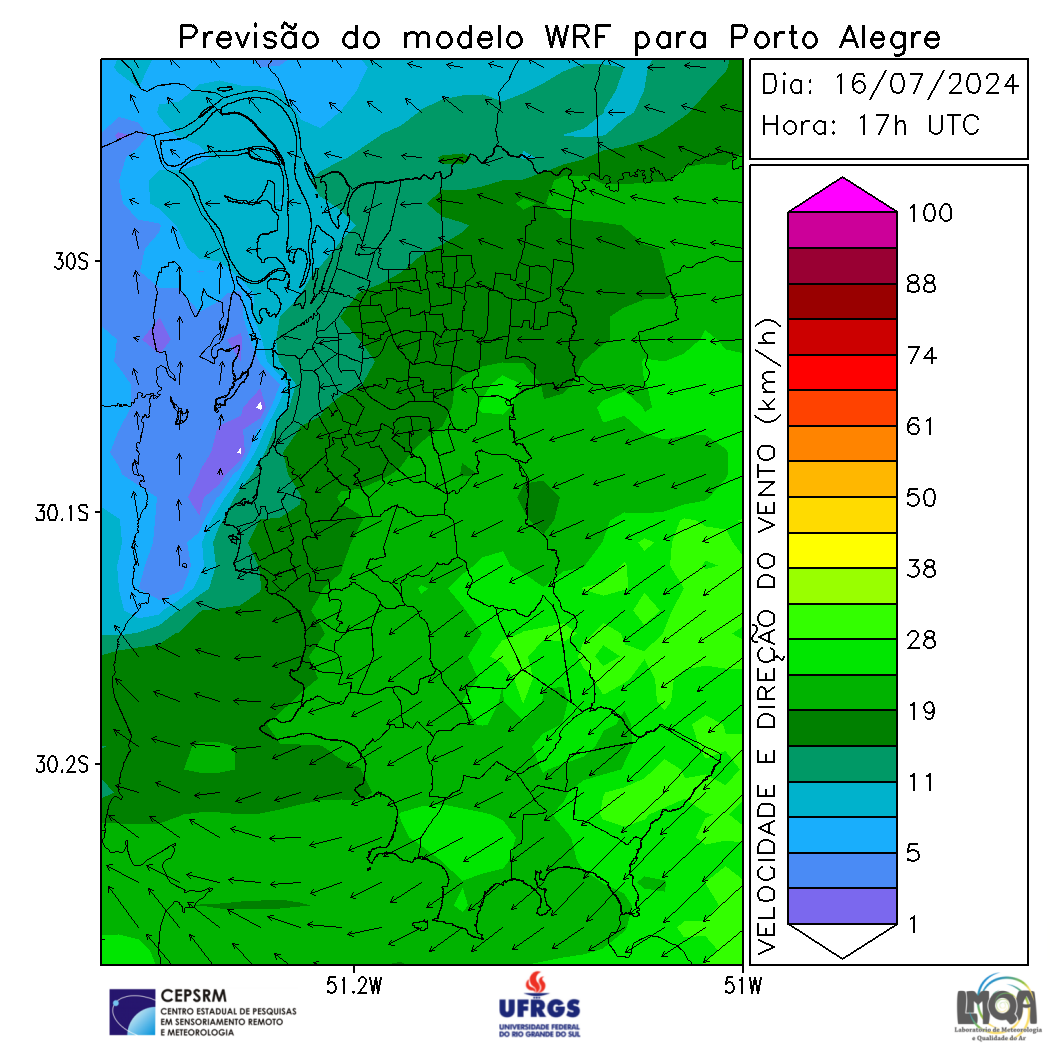 Previsão do modelo WRF para Porto Alegre
Dia: 16/07/2024
Hora: 17h UTC
30S
30.1S
30.2S
51.2W
51W
VELOCIDADE E DIREÇÃO DO VENTO (km/h)
100
88
74
61
50
38
28
19
11
5
1
CEPSRM
CENTRO ESTADUAL DE PESQUISAS
EM SENSORIAMENTO REMOTO
E METEOROLOGIA
UFRGS
UNIVERSIDADE FEDERAL
DO RIO GRANDE DO SUL
LMQA
Laboratório de Meteorologia
e Qualidade do Ar